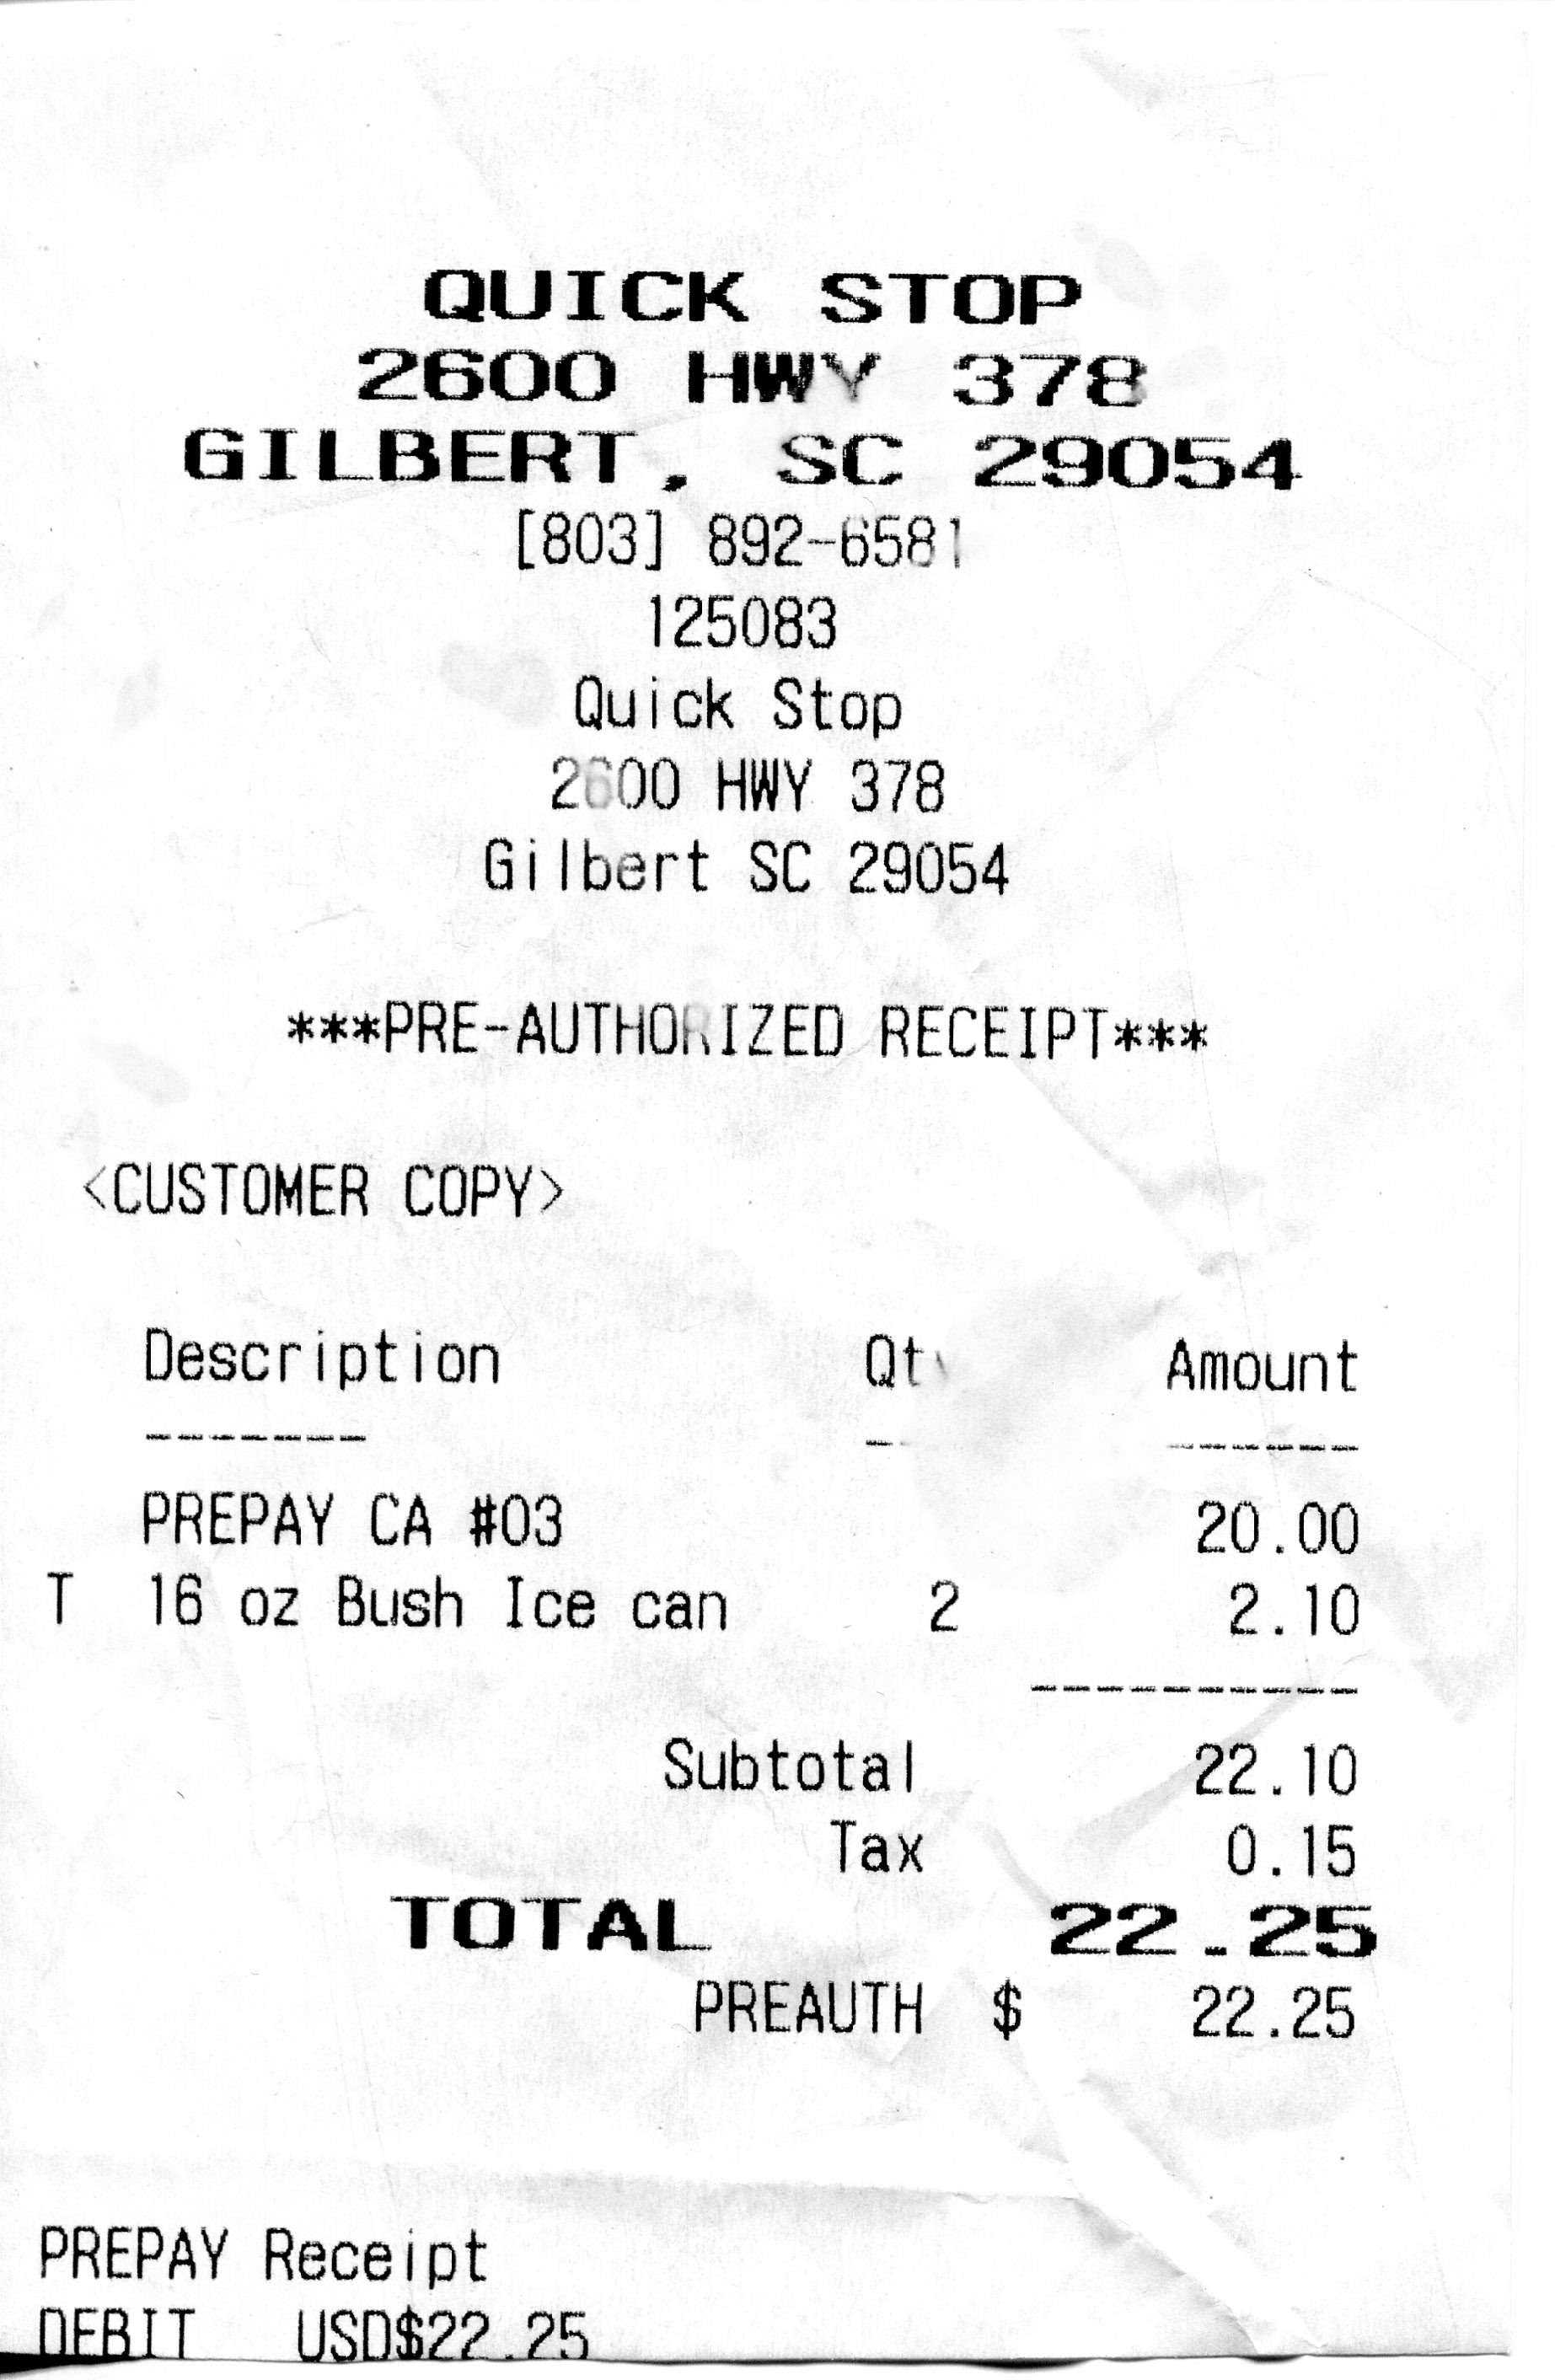 QUICK STOP
2600 HWY 378
GILBERT, SC 29054
[803] 892-6581
125083
Quick Stop
2600 HWY 378
Gilbert SC 29054
***PRE-AUTHORIZED RECEIPT***
<CUSTOMER COPY>
Description Qty Amount
------- -- ------
PREPAY CA #03 20.00
T 16 oz Bush Ice can 2 2.10
----------
Subtotal 22.10
Tax 0.15
TOTAL 22.25
PREAUTH $ 22.25
PREPAY Receipt
DEBIT USD$22.25